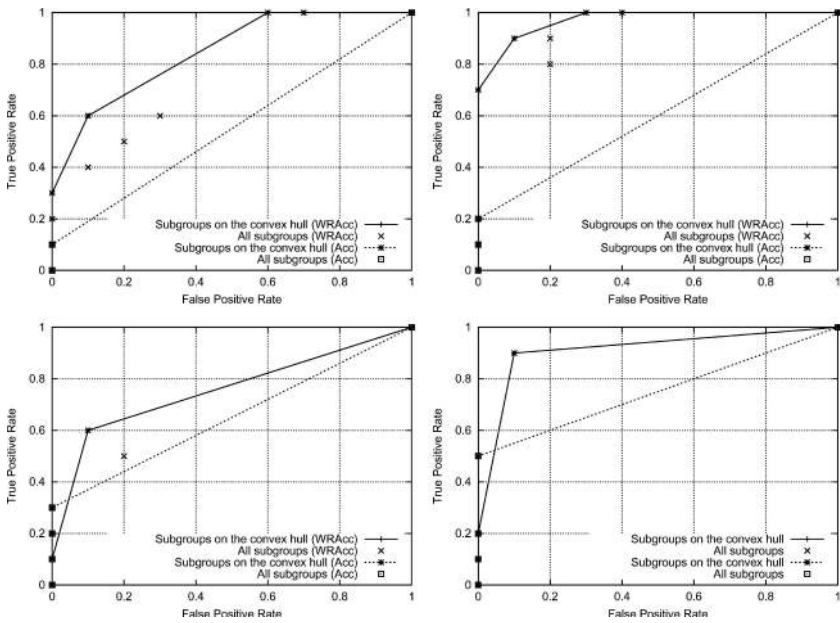 1
0.8
0.6
0.4
0.2
0
True Positive Rate
Subgroups on the convex hull (WRAcc)
All subgroups (WRAcc)
Subgroups on the convex hull (Acc)
All subgroups (Acc)
0 0.2 0.4 0.6 0.8 1
False Positive Rate
1
0.8
0.6
0.4
0.2
0
True Positive Rate
Subgroups on the convex hull (WRAcc)
All subgroups (WRAcc)
Subgroups on the convex hull (Acc)
All subgroups (Acc)
0 0.2 0.4 0.6 0.8 1
False Positive Rate
1
0.8
0.6
0.4
0.2
0
True Positive Rate
Subgroups on the convex hull (WRAcc)
All subgroups (WRAcc)
Subgroups on the convex hull (Acc)
All subgroups (Acc)
0 0.2 0.4 0.6 0.8 1
False Positive Rate
1
0.8
0.6
0.4
0.2
0
True Positive Rate
Subgroups on the convex hull
All subgroups
Subgroups on the convex hull
All subgroups
0 0.2 0.4 0.6 0.8 1
False Positive Rate